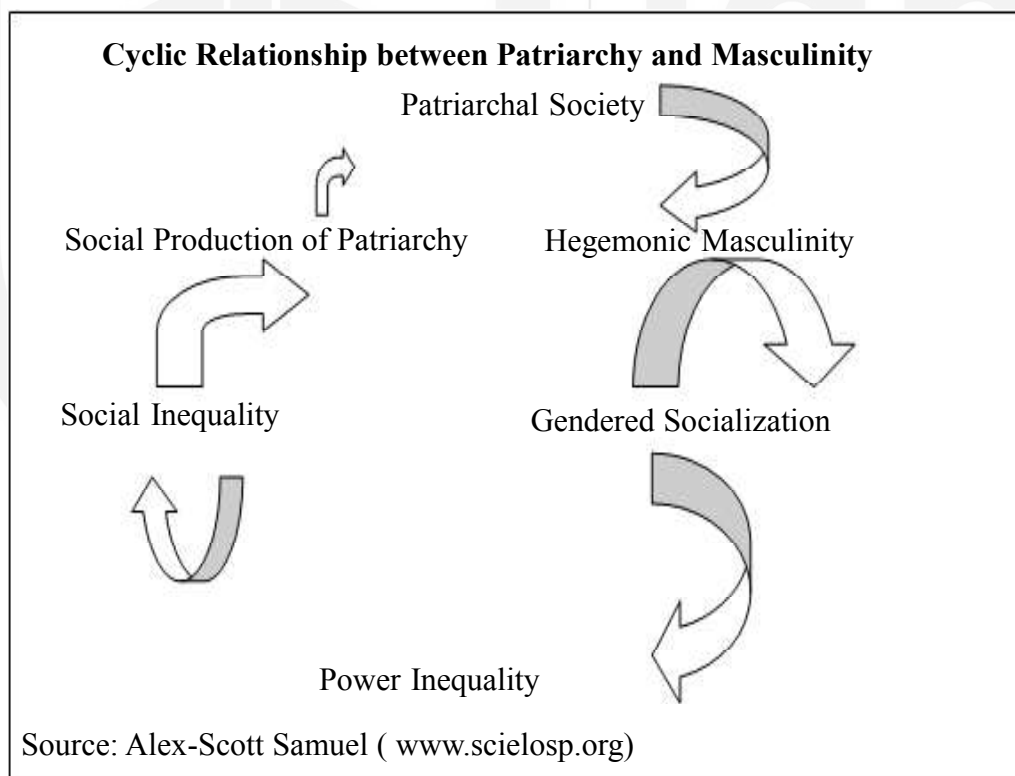 Cyclic Relationship between Patriarchy and Masculinity
Patriarchal Society
Social Production of Patriarchy
Hegemonic Masculinity
Social Inequality
Gendered Socialization
Power Inequality
Source: Alex-Scott Samuel ( www.scielosp.org)